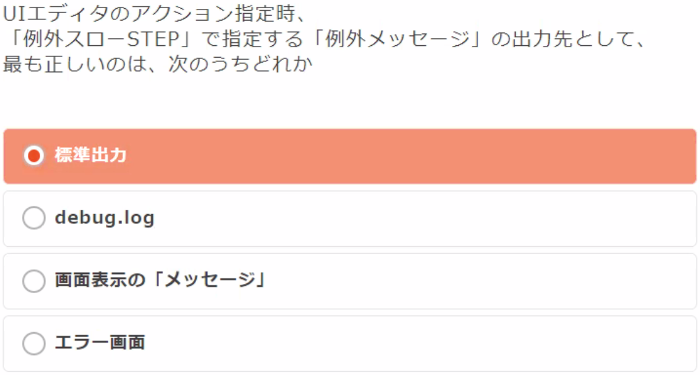 UIエディタのアクション指定時、
「例外スローSTEP」で指定する「例外メッセージ」の出力先として、
最も正しいのは、次のうちどれか
標準出力
debug.log
画面表示の「メッセージ」
エラー画面